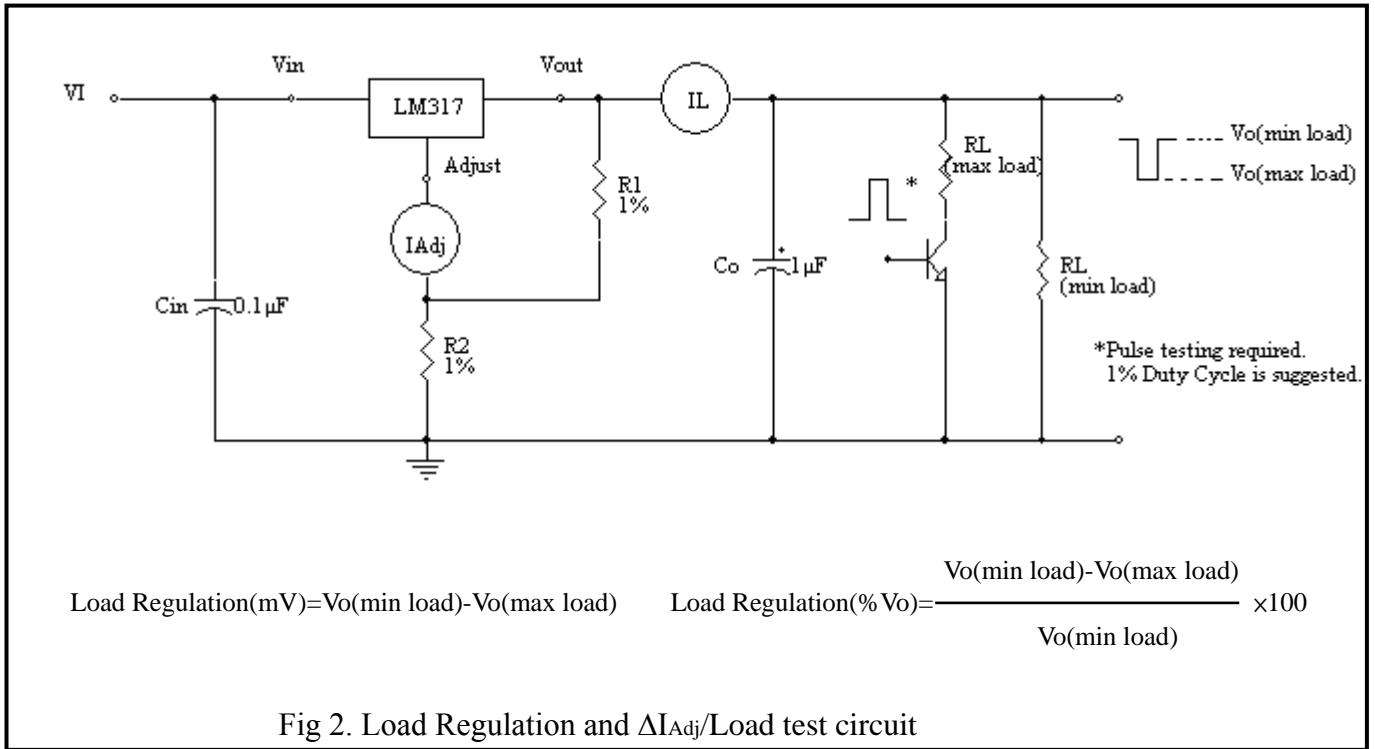 Vin
Vout
VI
LM317
IL
Adjust
R1
1%
IAdj
Cin
0.1μF
R2
1%
Co
1μF
*
RL
(max load)
RL
(min load)
Vo(min load)
Vo(max load)
*Pulse testing required.
1% Duty Cycle is suggested.
Load Regulation(mV)=Vo(min load)-Vo(max load)
Load Regulation(%Vo)=
Vo(min load)-Vo(max load)
Vo(min load)
×100
Fig 2. Load Regulation and ΔIAdj/Load test circuit